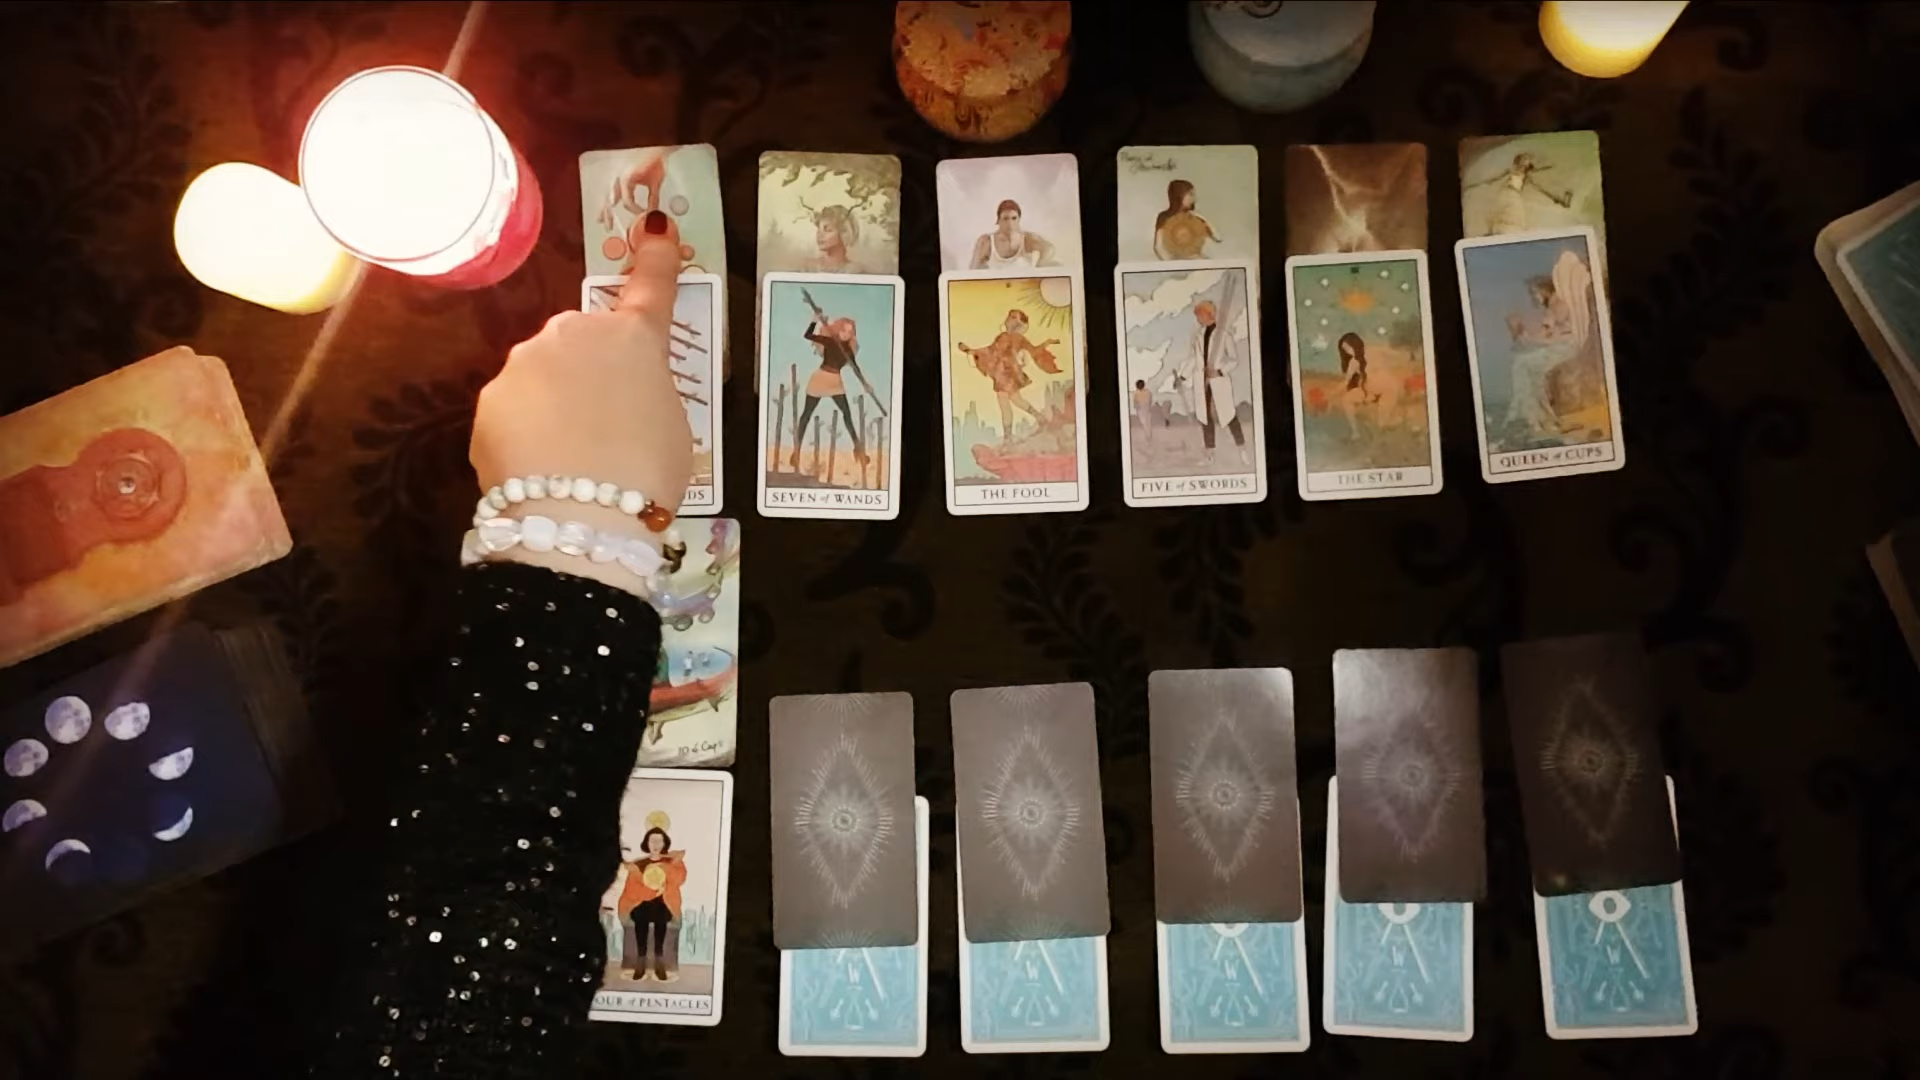 DS
SEVEN of WANDS
THE FOOL
FIVE of SWORDS
THE STAR
QUEEN of CUPS
10 of Cups
OUR of PENTACLES
W
W
W
W
W